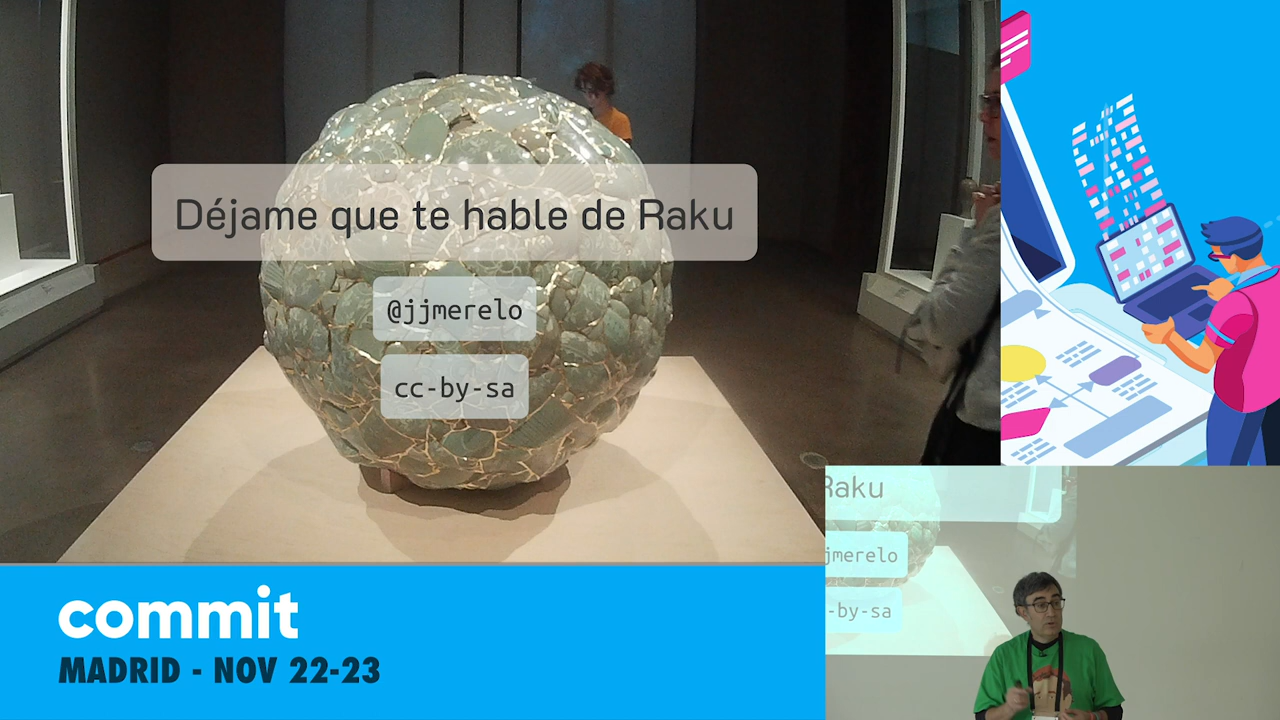 Déjame que te hable de Raku
@jjmerelo
cc-by-sa
commit
MADRID - NOV 22-23
Raku
jmerelo
-by-sa